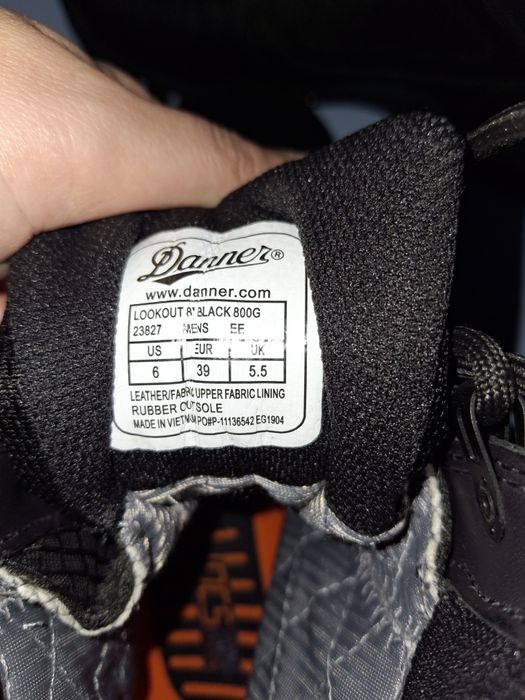 Danner®
www.danner.com
LOOKOUT 8" BLACK 800G
23827 MENS EE
US EUR UK
6 39 5.5
LEATHER/FABRIC UPPER FABRIC LINING
RUBBER OUTSOLE
MADE IN VIETNAM PO#P-11136542 EG1904